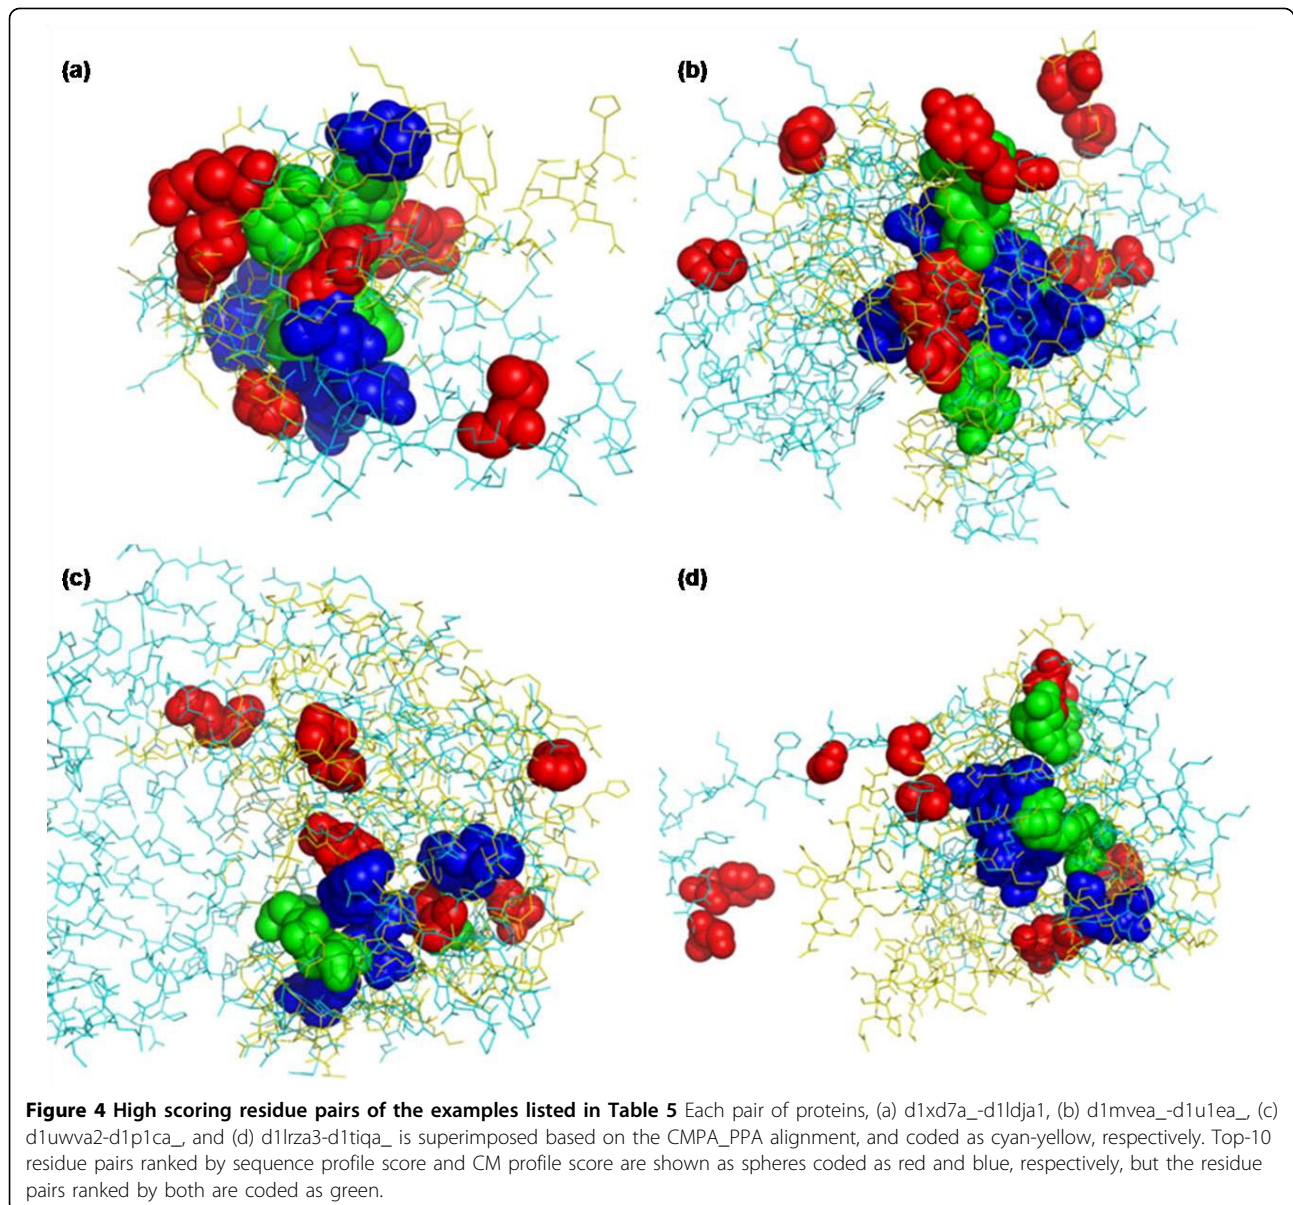 (a)
(b)
(c)
(d)
Figure 4 High scoring residue pairs of the examples listed in Table 5 Each pair of proteins, (a) d1xd7a_-d1ldja1, (b) d1mvea_-d1u1ea_, (c)
d1uwva2-d1p1ca_, and (d) d1lrza3-d1tiqa_ is superimposed based on the CMPA_PPA alignment, and coded as cyan-yellow, respectively. Top-10
residue pairs ranked by sequence profile score and CM profile score are shown as spheres coded as red and blue, respectively, but the residue
pairs ranked by both are coded as green.